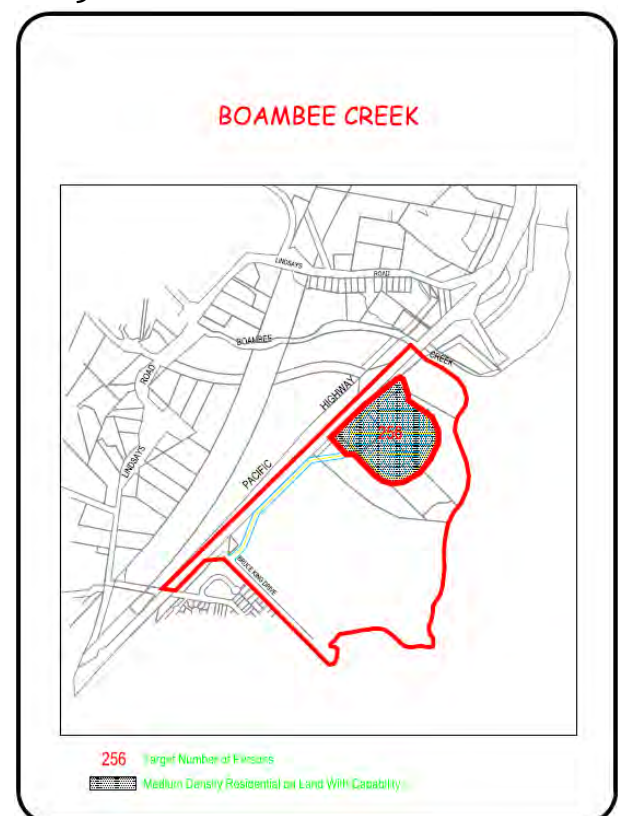 BOAMBEE CREEK
LINDSAYS
ROAD
BOAMBEE
CREEK
ROAD
HIGHWAY
256
LINDSAYS
PACIFIC
BRUCE KING DRIVE
256 Target Number of Persons
Medium Density Residential on Land With Capability